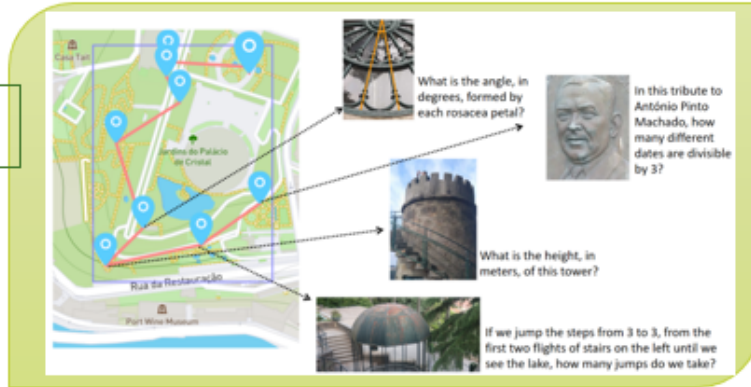 Casa Tait
Jardins do Palácio
de Cristal
Rua da Restauração
Port Wine Museum
What is the angle, in
degrees, formed by
each rosacea petal?
In this tribute to
António Pinto
Machado, how
many different
dates are divisible
by 3?
What is the height, in
meters, of this tower?
If we jump the steps from 3 to 3, from the
first two flights of stairs on the left until we
see the lake, how many jumps do we take?